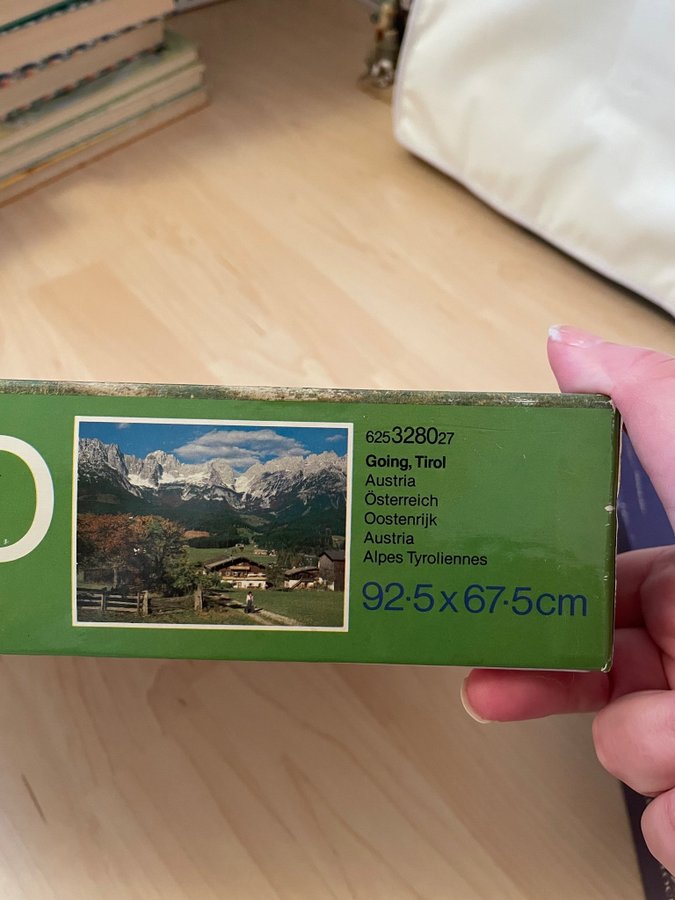 625328027
Going, Tirol
Austria
Österreich
Oostenrijk
Austria
Alpes Tyroliennes
92·5x67·5cm